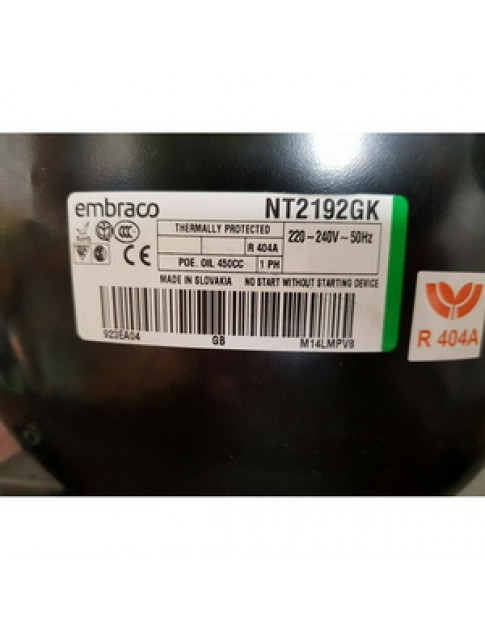 embraco
NT2192GK
THERMALLY PROTECTED
R 404A
220-240V~50Hz
POE. OIL 450CC
1 PH
MADE IN SLOVAKIA NO START WITHOUT STARTING DEVICE
923EA04
GB
M14LMPV8
R 404A